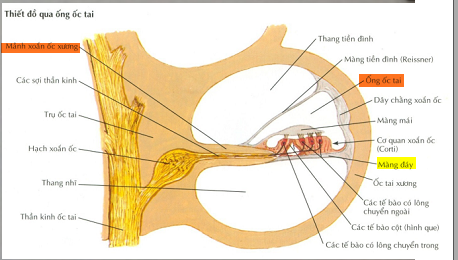 Thiết đồ qua ống ốc tai
Thang tiền đình
Màng tiền đình (Reissner)
Mảnh xoắn ốc xương
Ống ốc tai
Các sợi thần kinh
Dây chằng xoắn ốc
Màng mái
Trụ ốc tai
Cơ quan xoắn ốc
(Corti)
Hạch xoắn ốc
Màng đáy
Thang nhĩ
Ốc tai xương
Các tế bào có lông
chuyển ngoài
Thần kinh ốc tai
Các tế bào cột (hình que)
Các tế bào có lông chuyển trong